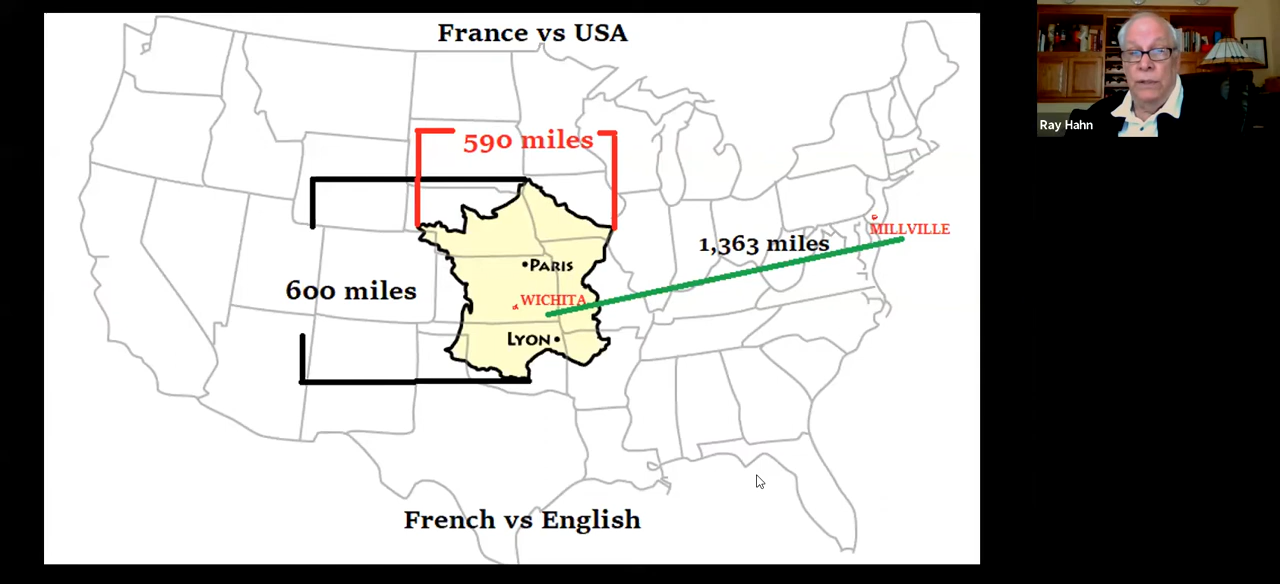 France vs USA
590 miles
MILLVILLE
1,363 miles
PARIS
600 miles
WICHITA
LYON
French vs English
Ray Hahn